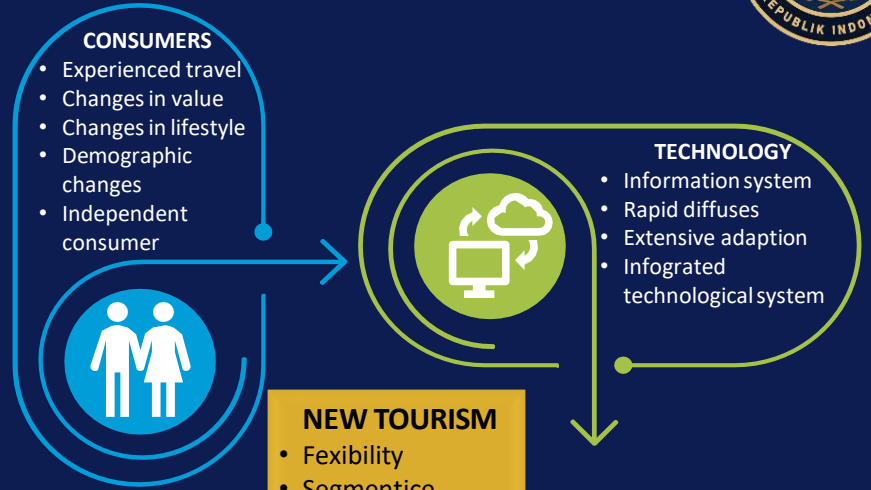 CONSUMERS
• Experienced travel
• Changes in value
• Changes in lifestyle
• Demographic
changes
• Independent
consumer
TECHNOLOGY
• Information system
• Rapid diffuses
• Extensive adaption
• Infograted
technological system
NEW TOURISM
• Fexibility
• Segmentico